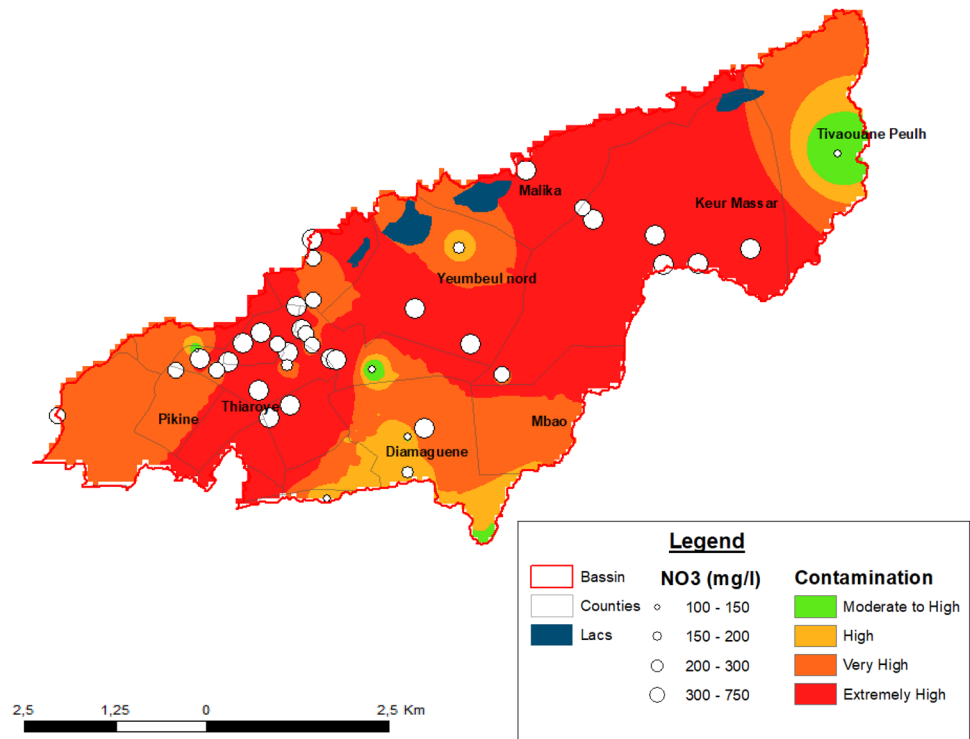 Tivaouane Peulh
Malika
Keur Massar
Yeumbeul nord
Pikine
Thiaroye
Mbao
Diamaguene
Legend
Bassin
Counties
Lacs
NO3 (mg/l)
100 - 150
150 - 200
200 - 300
300 - 750
Contamination
Moderate to High
High
Very High
Extremely High
2,5 1,25 0 2,5 Km